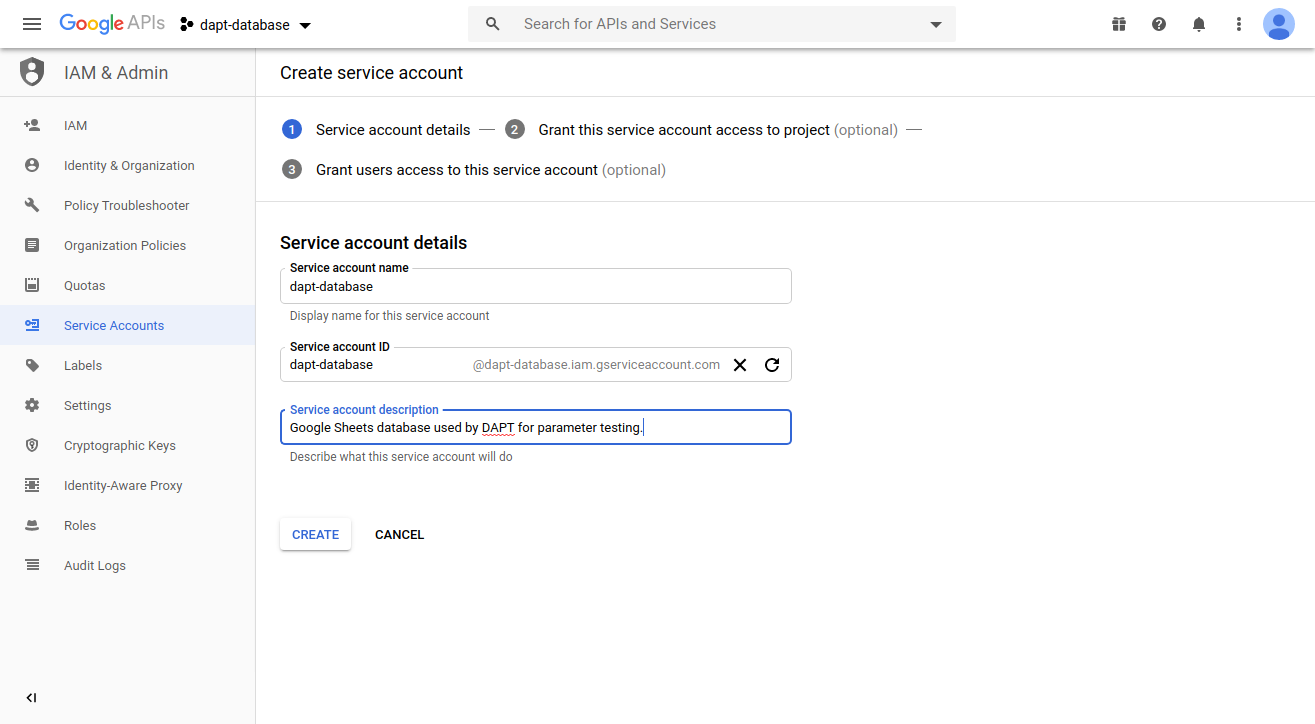 Google APIs dapt-database Search for APIs and Services
IAM & Admin
IAM
Identity & Organization
Policy Troubleshooter
Organization Policies
Quotas
Service Accounts
Labels
Settings
Cryptographic Keys
Identity-Aware Proxy
Roles
Audit Logs
Create service account
1 Service account details — 2 Grant this service account access to project (optional) —
3 Grant users access to this service account (optional)
Service account details
Service account name
dapt-database
Display name for this service account
Service account ID
dapt-database @dapt-database.iam.gserviceaccount.com
Service account description
Google Sheets database used by DAPT for parameter testing.
Describe what this service account will do
CREATE CANCEL